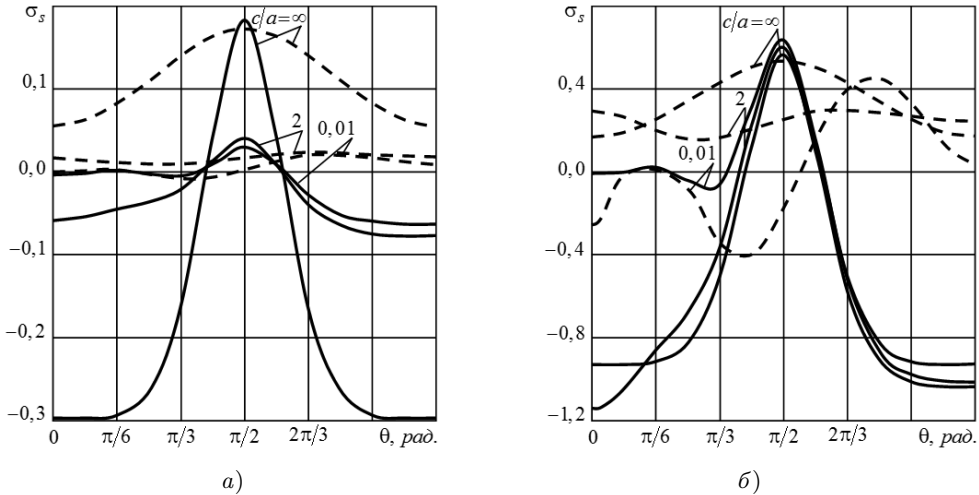 σs
c/a=∞
0,1
2
0,01
0,0
−0,1
−0,2
−0,3
0
π/6
π/3
π/2
2π/3
θ, рад.
а)
σs
c/a=∞
0,4
2
0,01
0,0
−0,4
−0,8
−1,2
0
π/6
π/3
π/2
2π/3
θ, рад.
б)